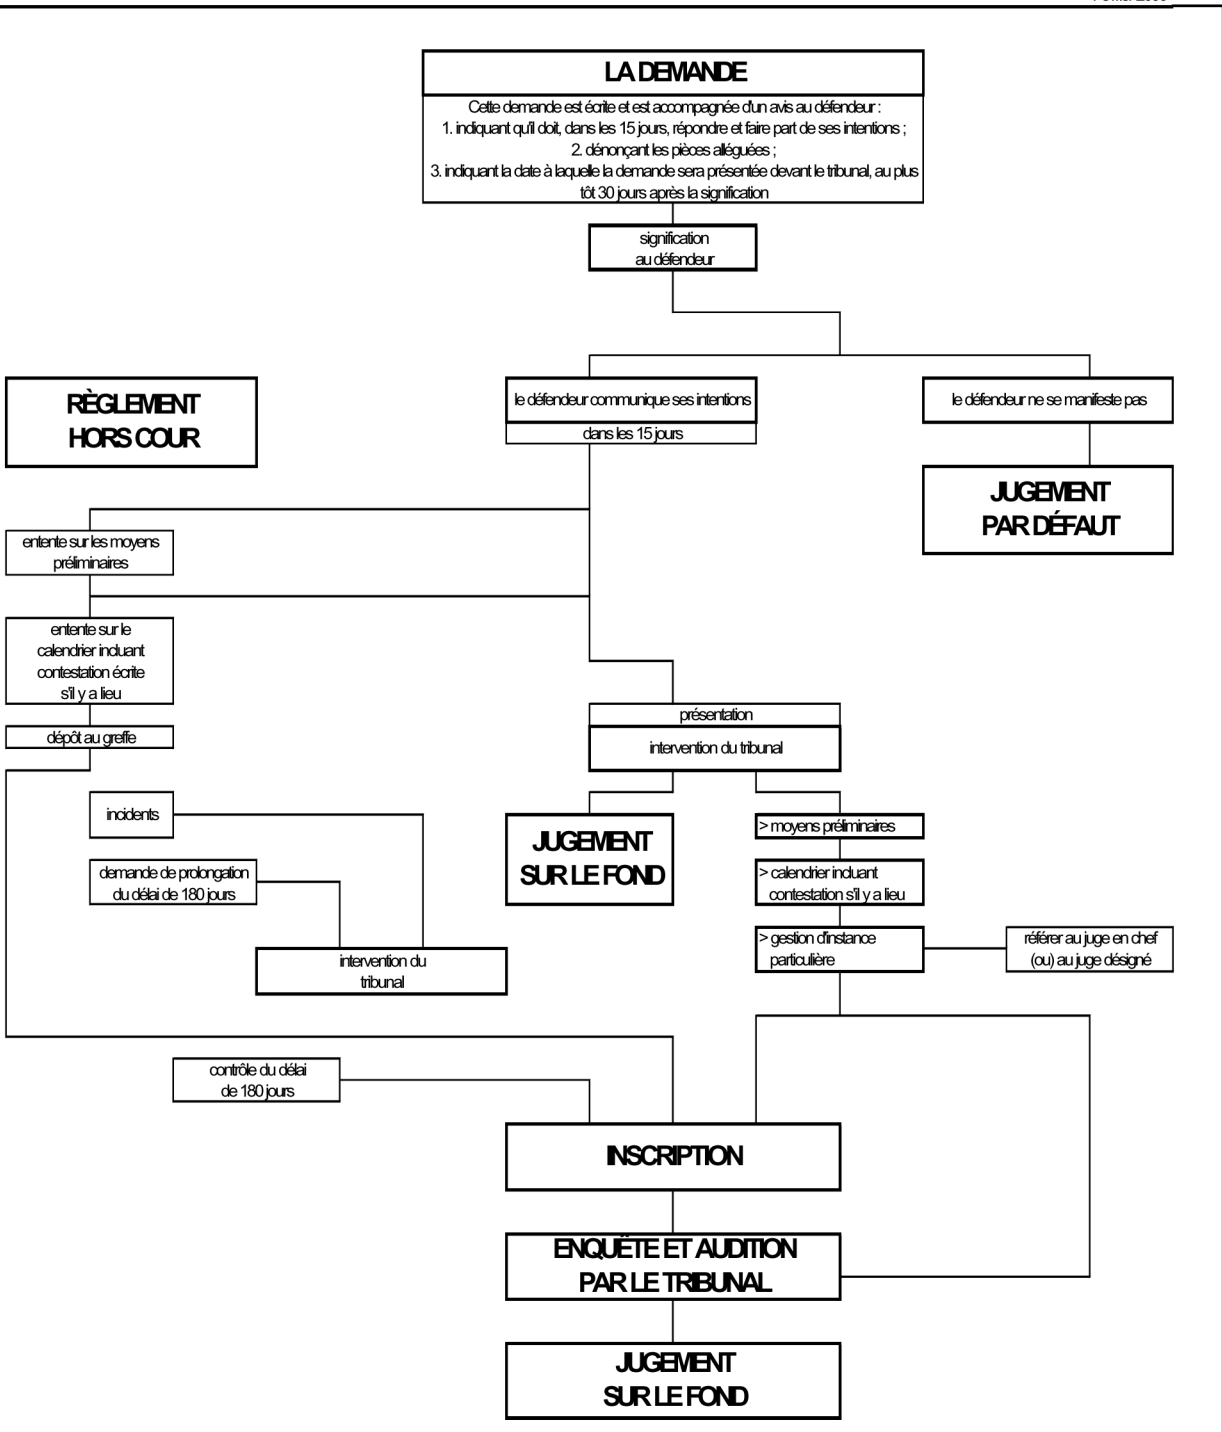 LA DEMANDE
Cette demande est écrite et est accompagnée d'un avis au défendeur :
1. indiquant qu'il doit, dans les 15 jours, répondre et faire part de ses intentions ;
2. dénonçant les pièces alléguées ;
3. indiquant la date à laquelle la demande sera présentée devant le tribunal, au plus
tôt 30 jours après la signification
signification
au défendeur
RÈGLEMENT
HORS COUR
le défendeur communique ses intentions
dans les 15 jours
le défendeur ne se manifeste pas
JUGEMENT
PAR DÉFAUT
entente sur les moyens
préliminaires
entente sur le
calendrier incluant
contestation écrite
s'il y a lieu
dépôt au greffe
présentation
intervention du tribunal
incidents
demande de prolongation
du délai de 180 jours
intervention du
tribunal
JUGEMENT
SUR LE FOND
> moyens préliminaires
> calendrier incluant
contestation s'il y a lieu
> gestion d'instance
particulière
référer au juge en chef
(ou) au juge désigné
contrôle du délai
de 180 jours
INSCRIPTION
ENQUÊTE ET AUDITION
PAR LE TRIBUNAL
JUGEMENT
SUR LE FOND